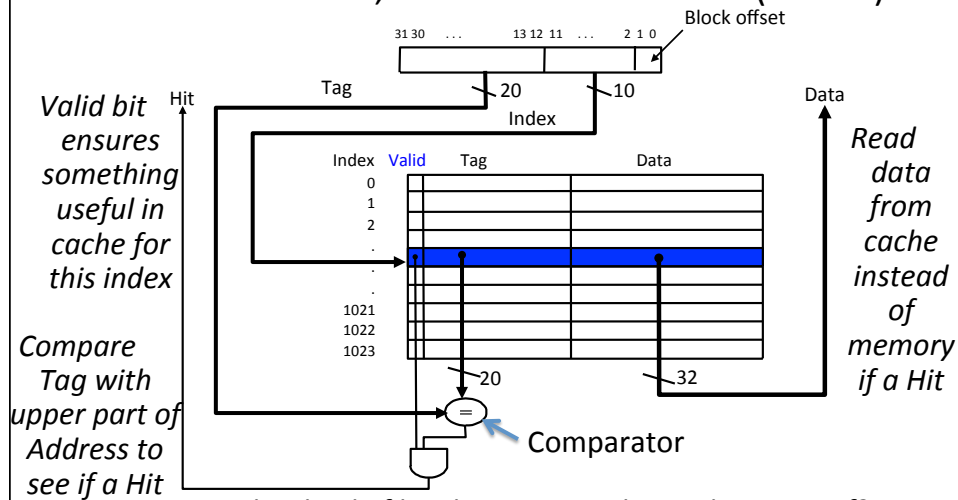 Block offset
31 30 ... 13 12 11 ... 2 1 0
Hit
Tag
20
10
Data
Index
Valid bit
ensures
something
useful in
cache for
this index
Read
data
from
cache
instead
of
memory
if a Hit
Index Valid Tag Data
0
1
2
.
.
.
1021
1022
1023
Compare
Tag with
upper part of
Address to
see if a Hit
20
32
=
Comparator